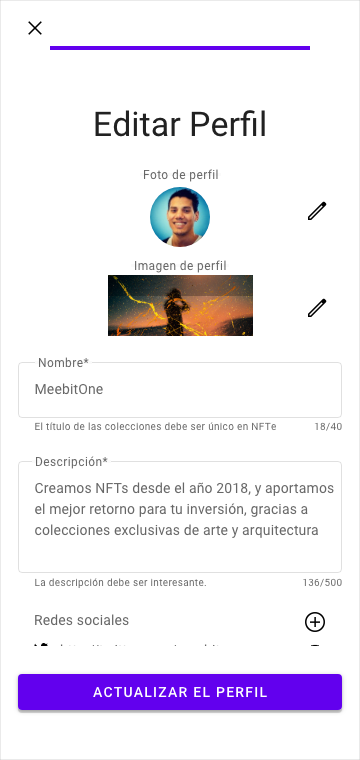 Editar Perfil
Foto de perfil
Imagen de perfil
Nombre*
MeebitOne
El título de las colecciones debe ser único en NFTe 18/40
Descripción*
Creamos NFTs desde el año 2018, y aportamos
el mejor retorno para tu inversión, gracias a
colecciones exclusivas de arte y arquitectura
La descripción debe ser interesante. 136/500
Redes sociales
ACTUALIZAR EL PERFIL